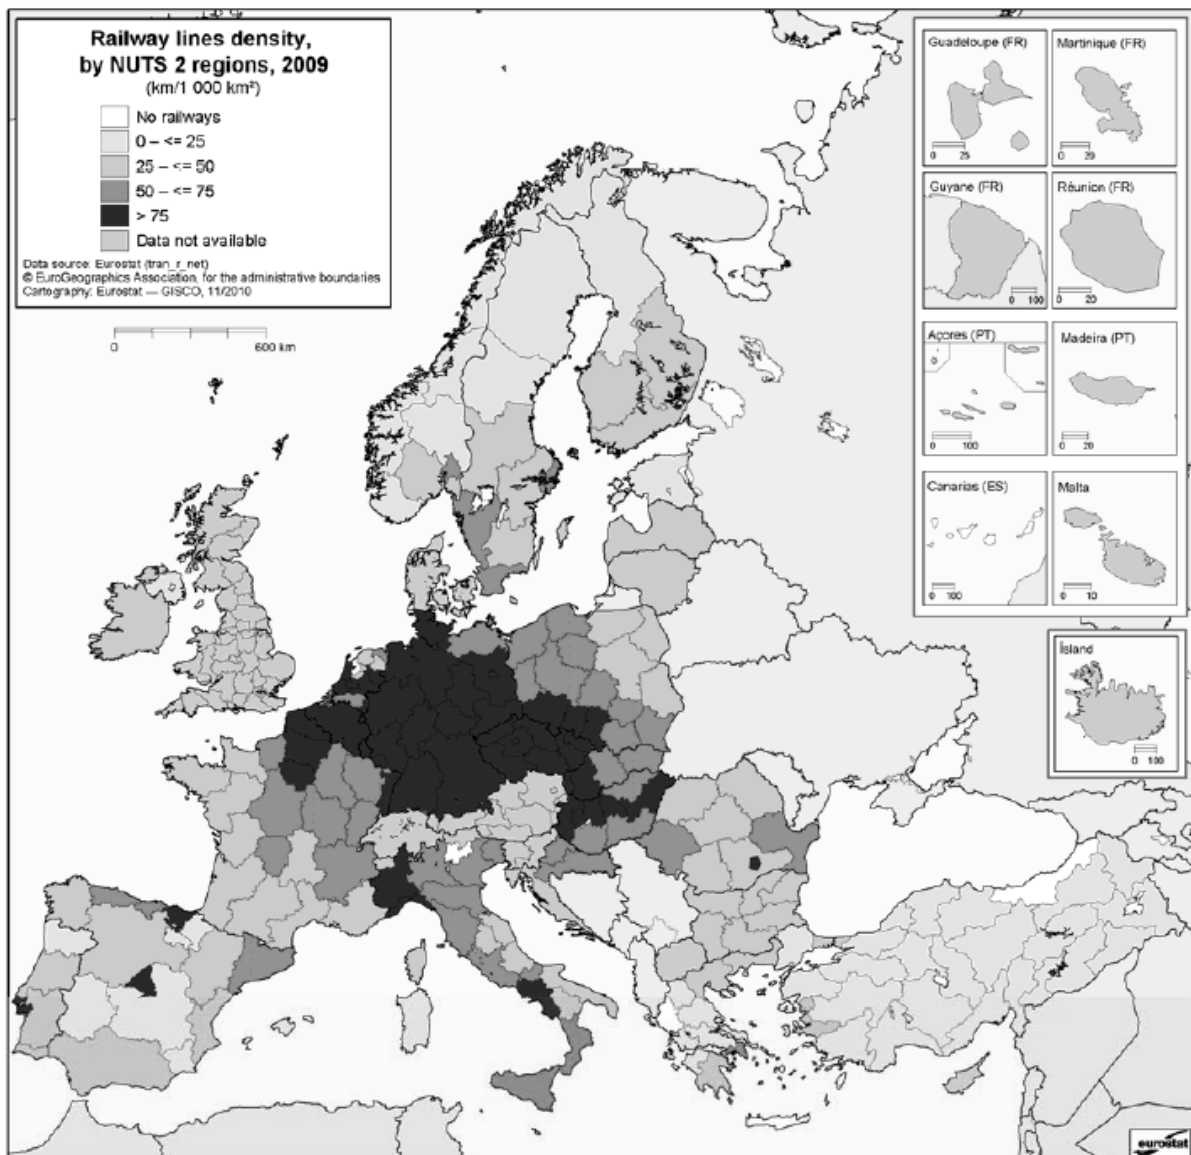 Railway lines density,
by NUTS 2 regions, 2009
(km/1 000 km²)
No railways
0 – <= 25
25 – <= 50
50 – <= 75
> 75
Data not available
Data source: Eurostat (tran_r_net)
© EuroGeographics Association, for the administrative boundaries
Cartography: Eurostat — GISCO, 11/2010
0 600 km
Guadeloupe (FR)
0 25
Martinique (FR)
0 20
Guyane (FR)
0 100
Réunion (FR)
0 20
Açores (PT)
0 100
Madeira (PT)
0 20
Canarias (ES)
0 100
Malta
0 10
Ísland
0 100
eurostat